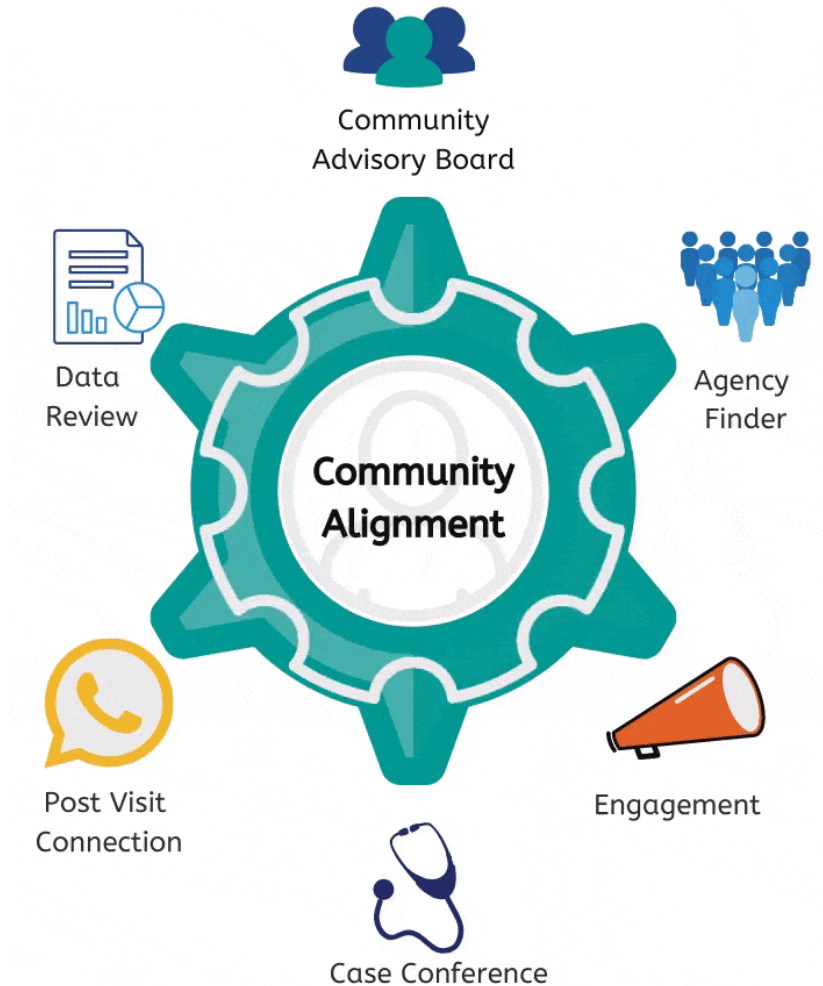 Community
Advisory Board
Data
Review
Agency
Finder
Community
Alignment
Post Visit
Connection
Engagement
Case Conference